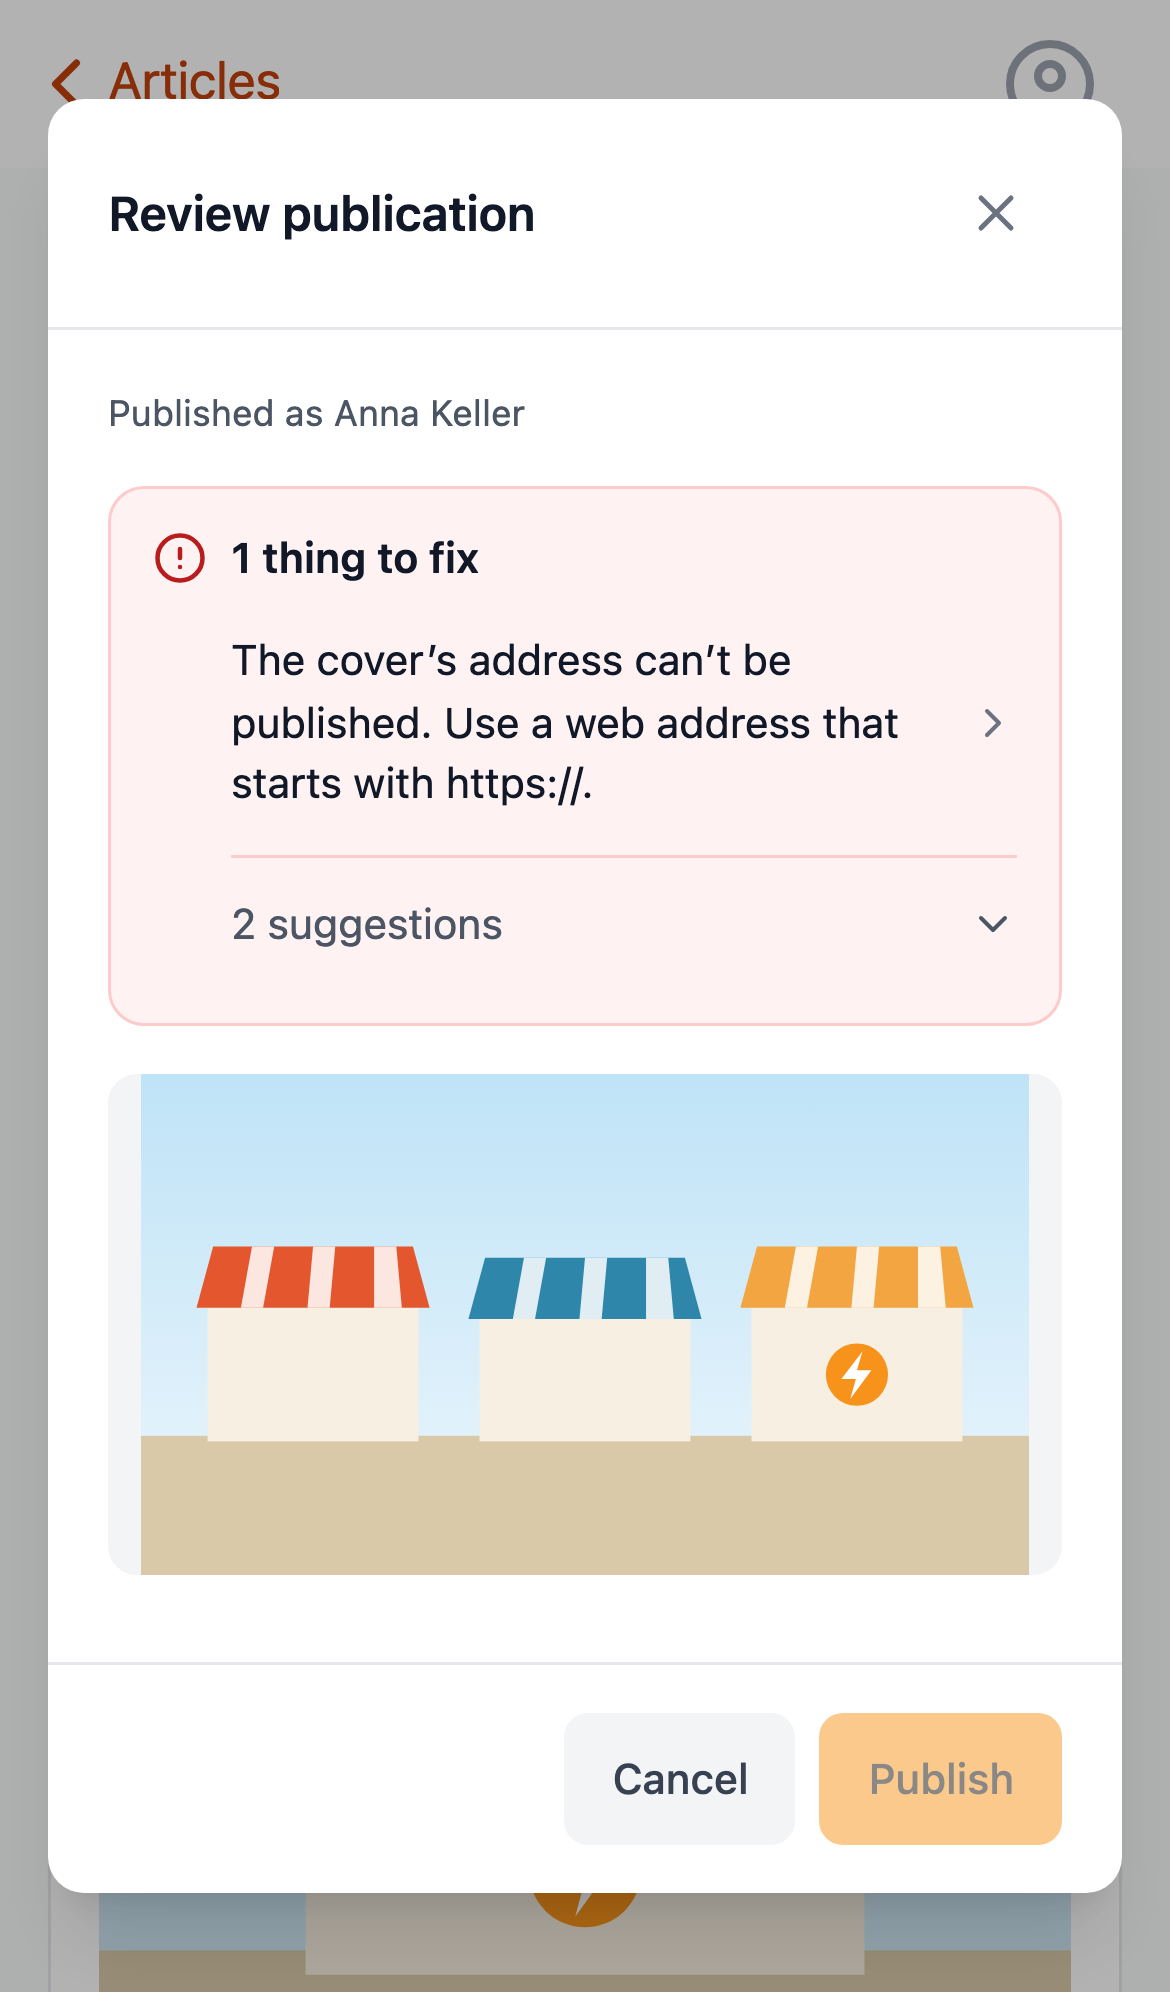 Articles
Review publication
Published as Anna Keller
1 thing to fix
The cover’s address can’t be
published. Use a web address that
starts with https://.
2 suggestions
Cancel
Publish